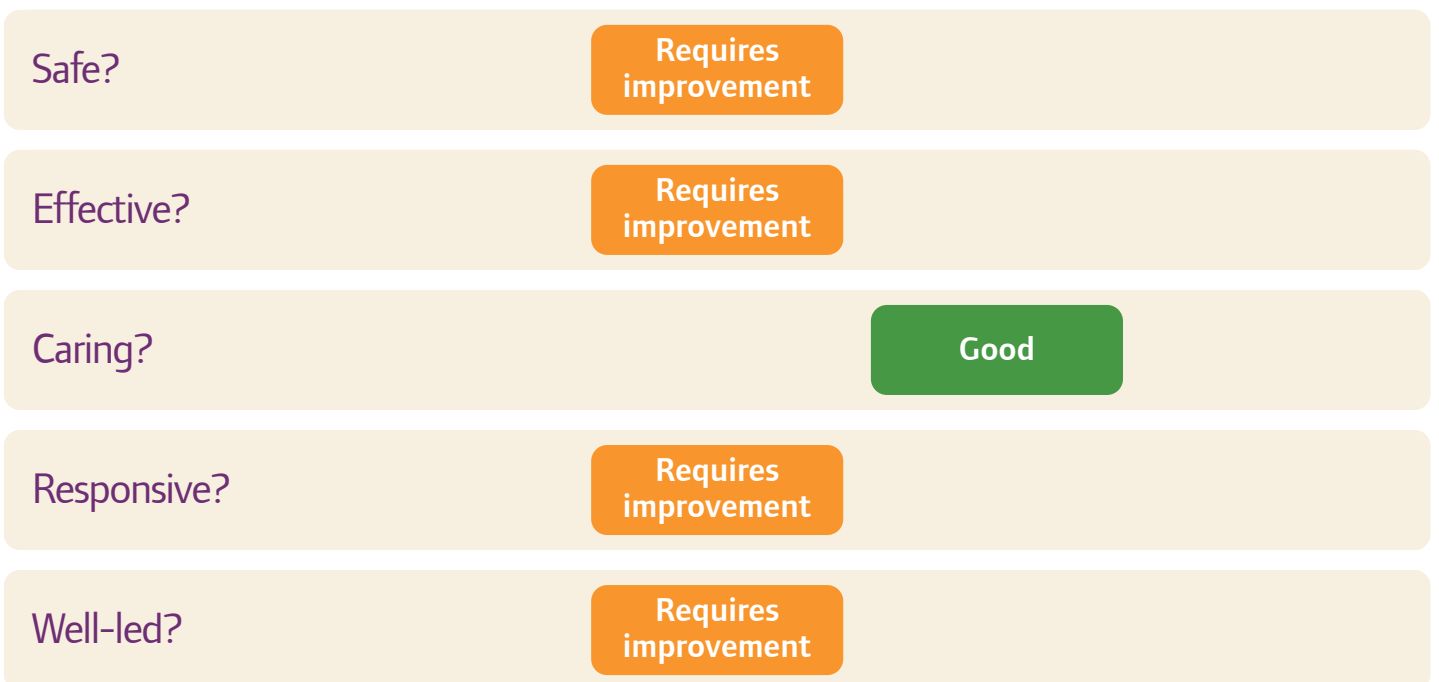 Safe?
Requires
improvement
Effective?
Requires
improvement
Caring?
Good
Responsive?
Requires
improvement
Well-led?
Requires
improvement